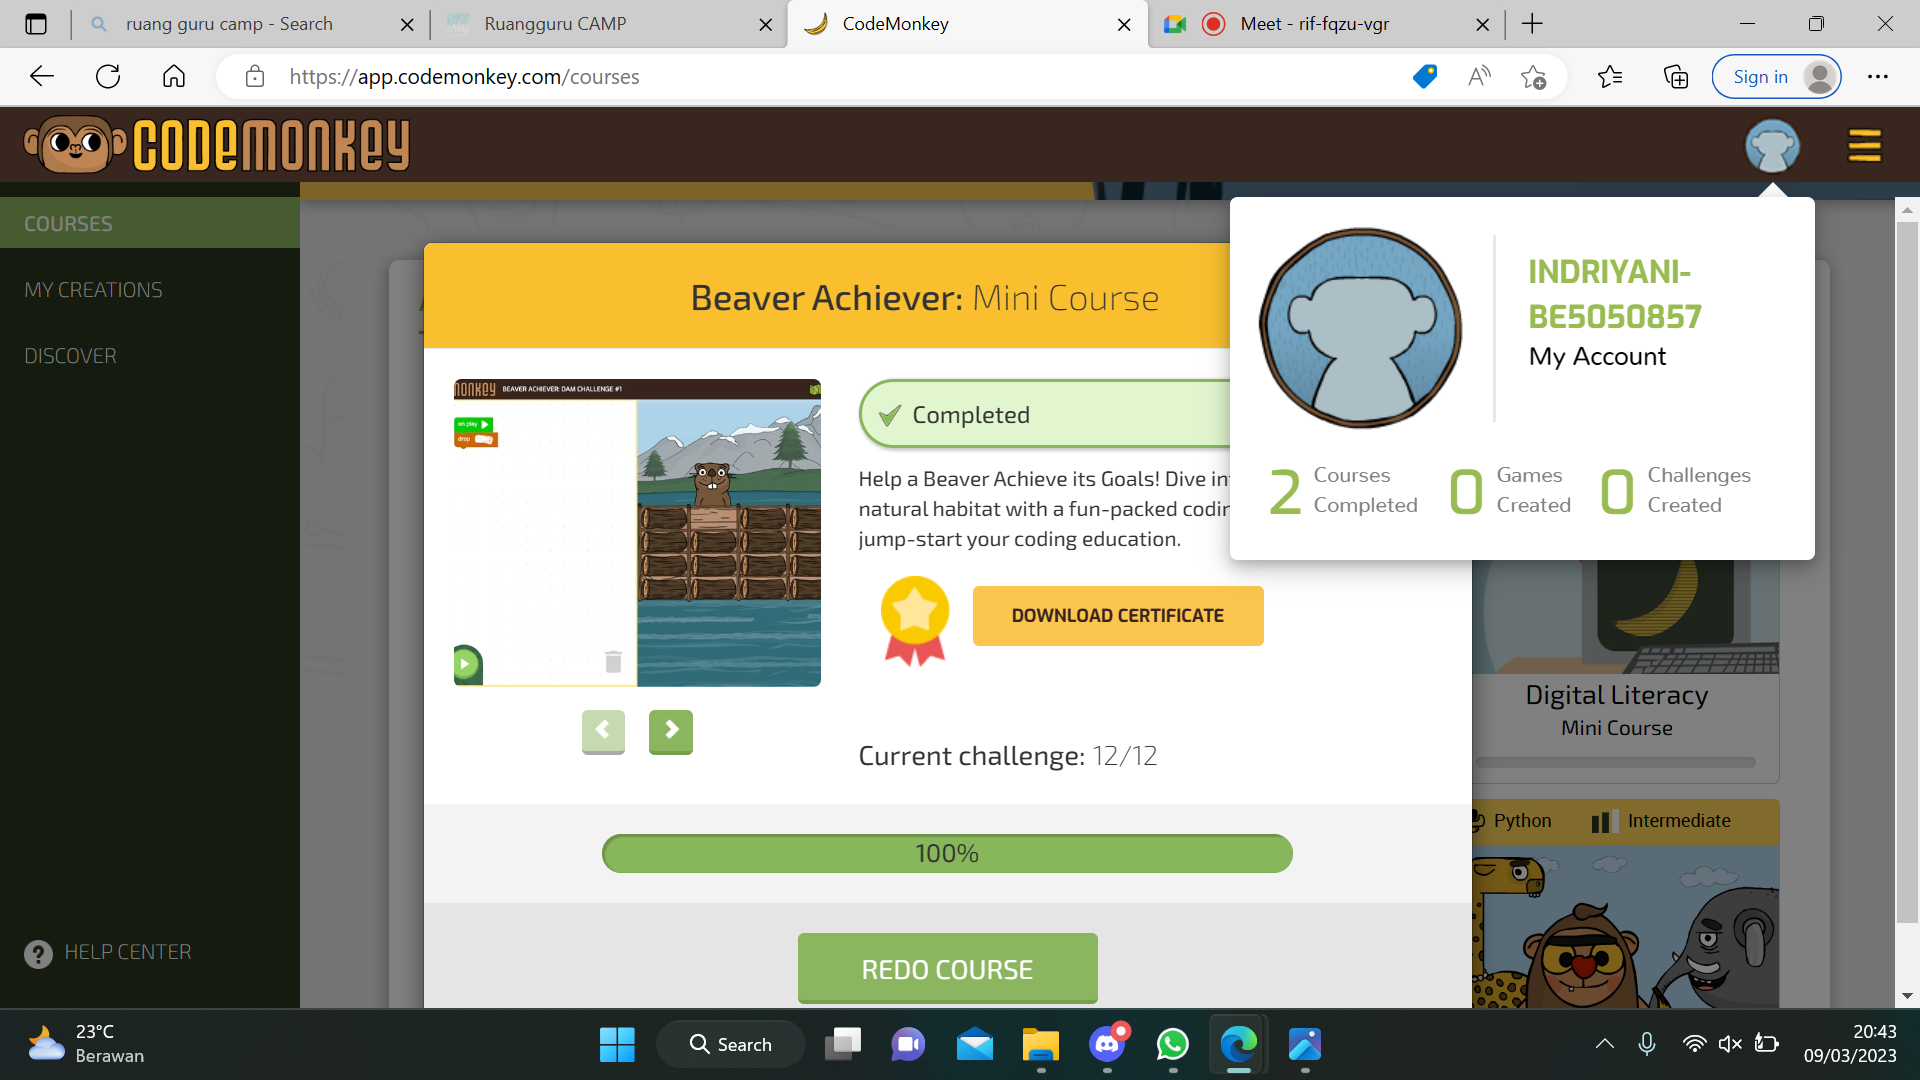 ruang guru camp - Search
Ruangguru CAMP
CodeMonkey
Meet - rif-fqzu-vgr
https://app.codemonkey.com/courses
Sign in
CODEMONKEY
COURSES
MY CREATIONS
DISCOVER
HELP CENTER
Beaver Achiever: Mini Course
MONKEY BEAVER ACHIEVER: DAM CHALLENGE #1
on play
drop
Completed
Help a Beaver Achieve its Goals! Dive in
natural habitat with a fun-packed codin
jump-start your coding education.
DOWNLOAD CERTIFICATE
Current challenge: 12/12
100%
REDO COURSE
INDRIYANI-
BE5050857
My Account
2 Courses Completed
0 Games Created
0 Challenges Created
Digital Literacy
Mini Course
Python
Intermediate
23°C
Berawan
Search
20:43
09/03/2023